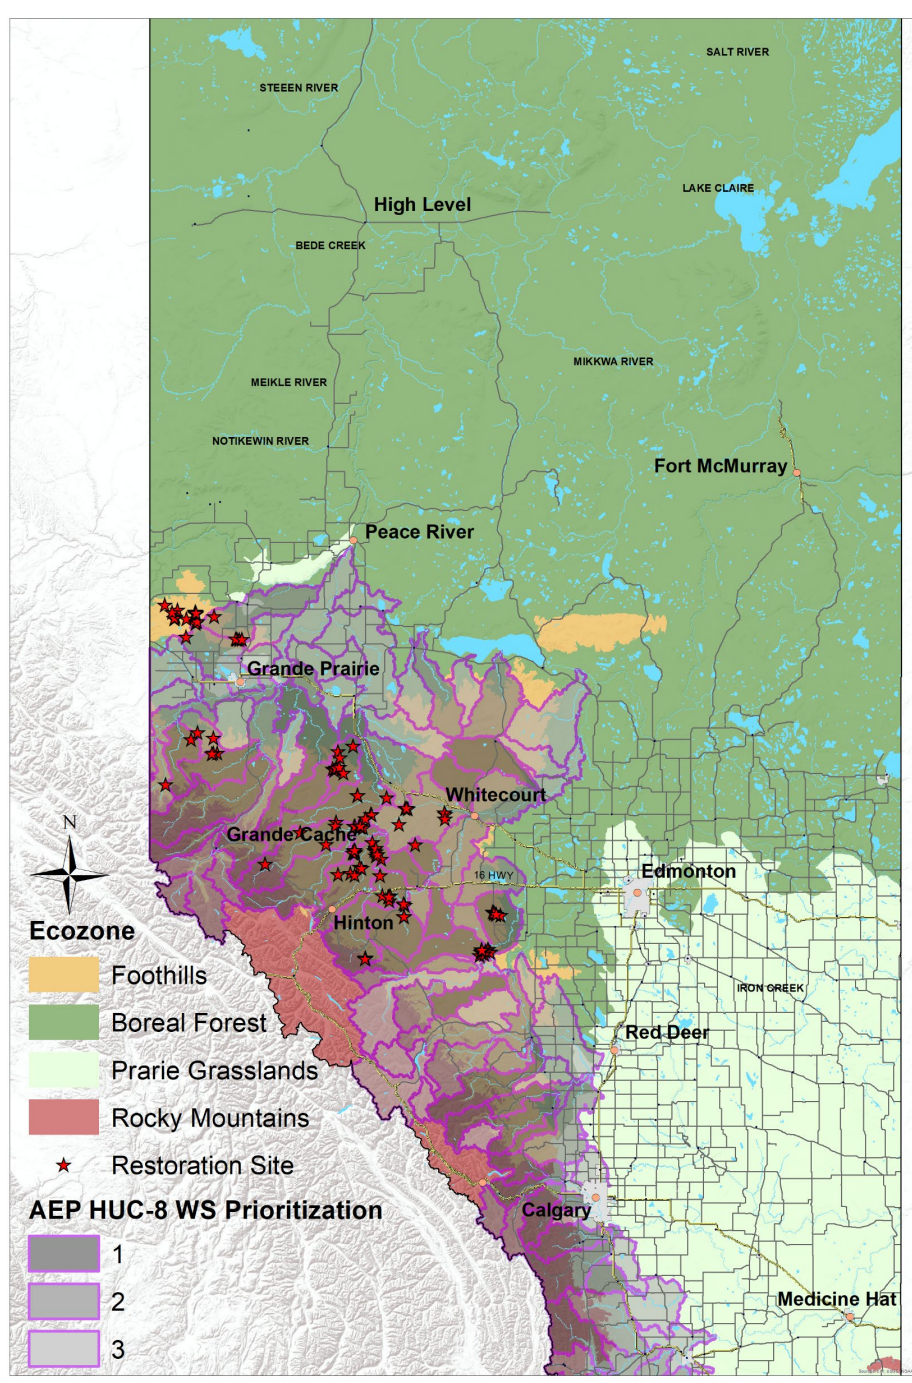 SALT RIVER
STEEEN RIVER
LAKE CLAIRE
High Level
BEDE CREEK
MIKKWA RIVER
MEIKLE RIVER
NOTIKEWIN RIVER
Fort McMurray
Peace River
Grande Prairie
Whitecourt
N
Grande Cache
16 HWY
Edmonton
Hinton
Ecozone
Foothills
IRON CREEK
Boreal Forest
Red Deer
Prarie Grasslands
Rocky Mountains
Restoration Site
AEP HUC-8 WS Prioritization
Calgary
1
2
Medicine Hat
3